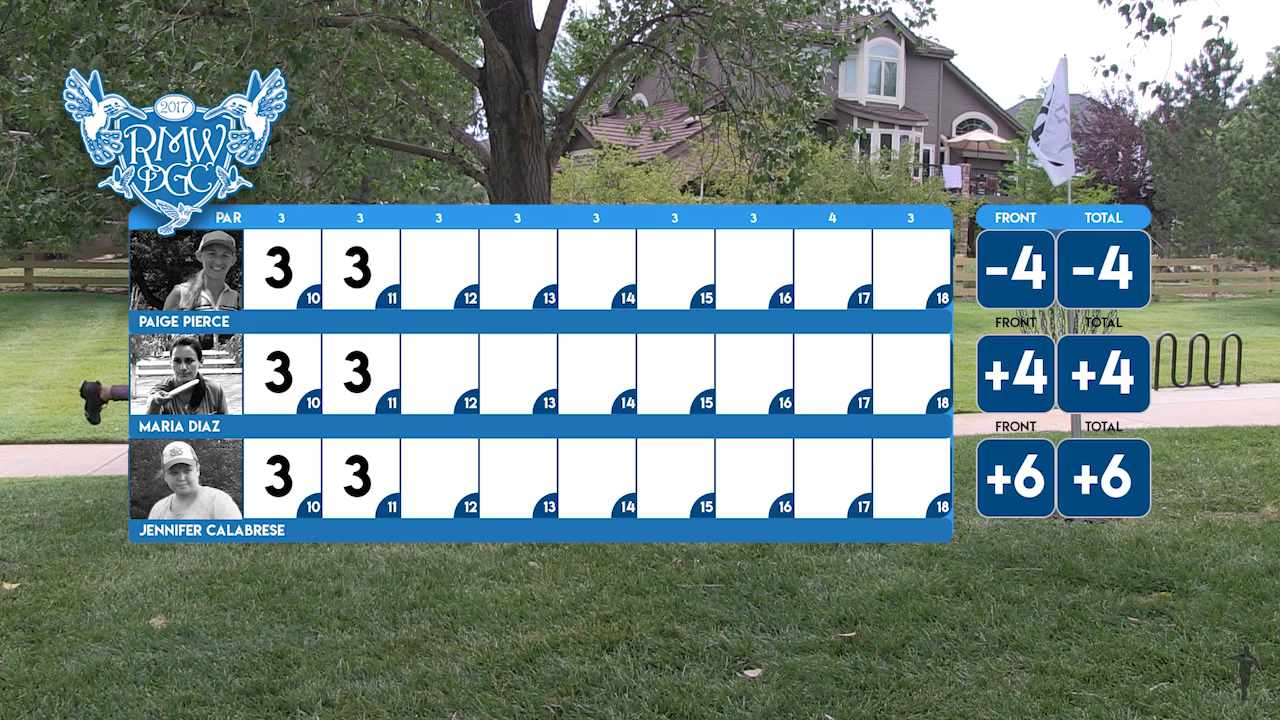 2017
RMW
DGC
PAR 3 3 3 3 3 3 3 4 3 FRONT TOTAL
3 10 3 11 12 13 14 15 16 17 18 -4 -4
PAIGE PIERCE FRONT TOTAL
3 10 3 11 12 13 14 15 16 17 18 +4 +4
MARIA DIAZ FRONT TOTAL
3 10 3 11 12 13 14 15 16 17 18 +6 +6
JENNIFER CALABRESE